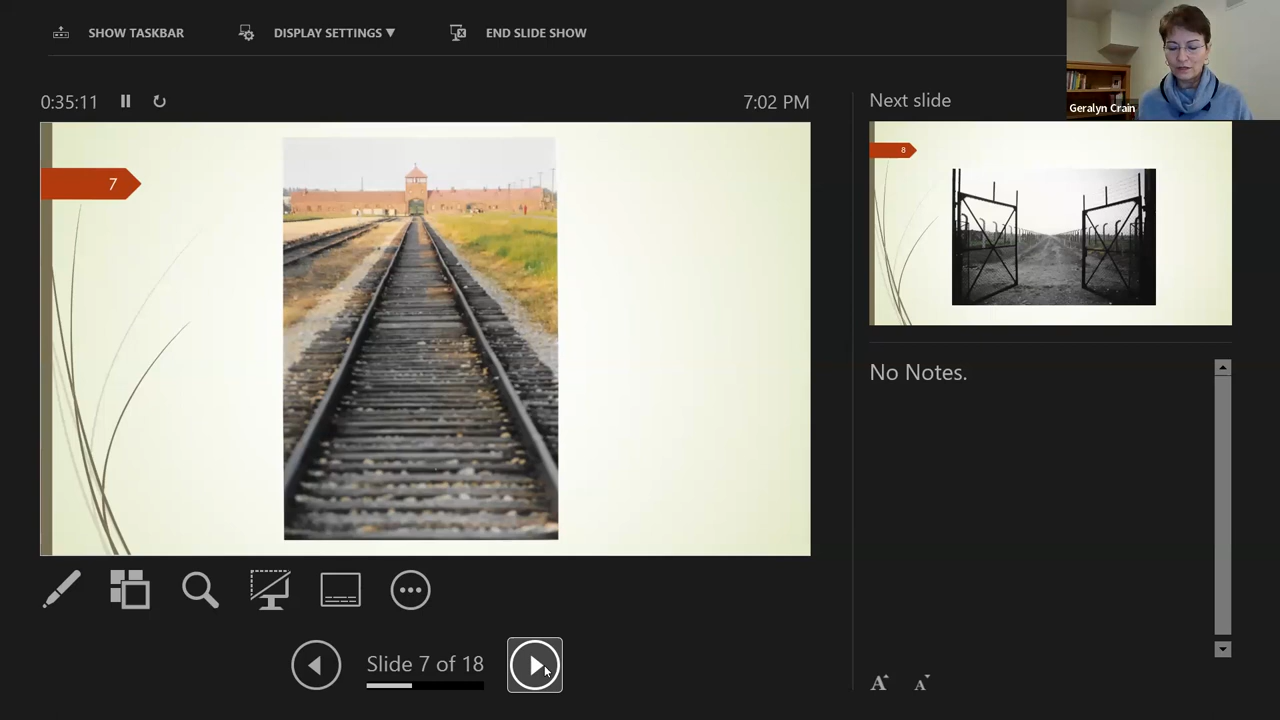 SHOW TASKBAR
DISPLAY SETTINGS ▼
END SLIDE SHOW
0:35:11
7:02 PM
Next slide
Geralyn Crain
7
8
No Notes.
Slide 7 of 18
A
A